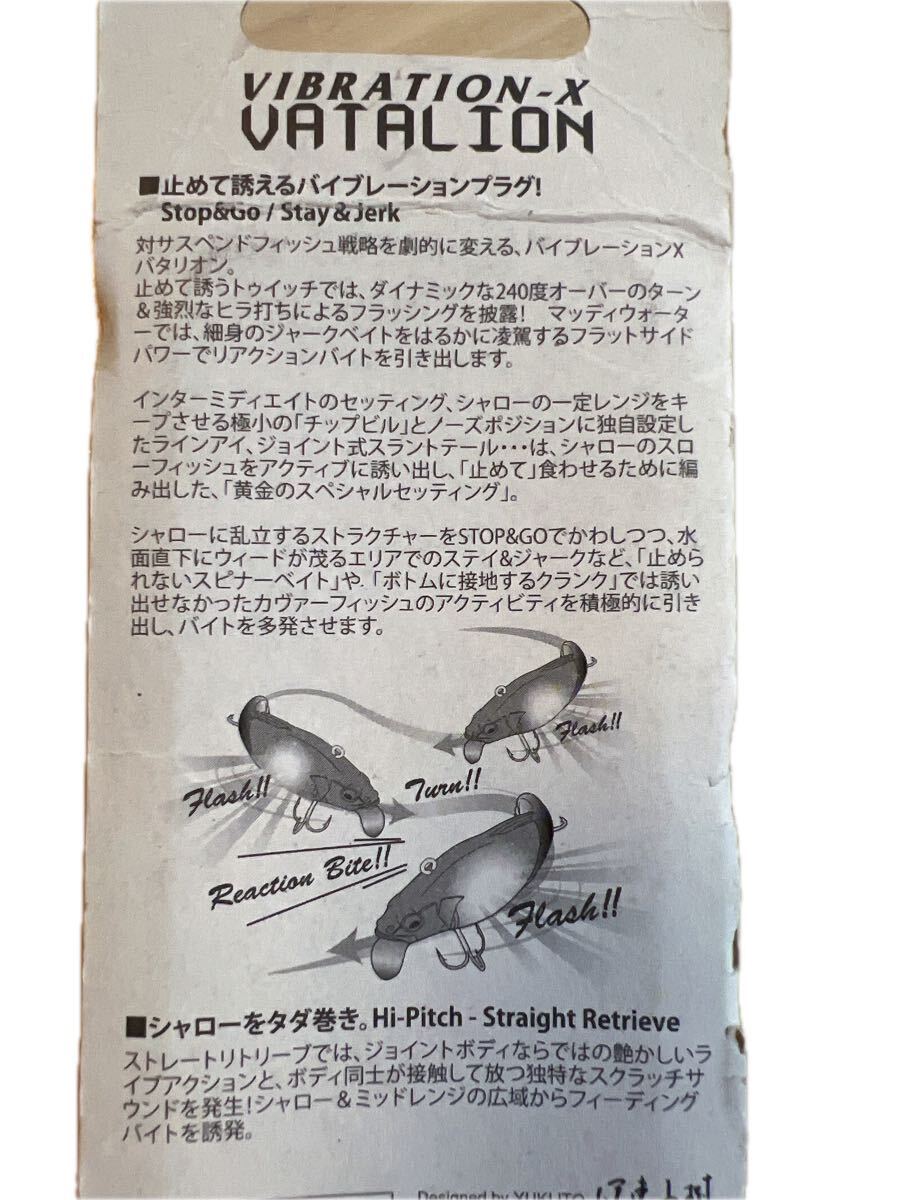 VIBRATION-X
VATALION
■止めて誘えるバイブレーションプラグ!
Stop&Go / Stay&Jerk
対サスペンドフィッシュ戦略を劇的に変える、バイブレーションX
バタリオン。
止めて誘うトゥイッチでは、ダイナミックな240度オーバーのターン
&強烈なヒラ打ちによるフラッシングを披露! マッディウォータ
ーでは、細身のジャークベイトをはるかに凌駕するフラットサイド
パワーでリアクションバイトを引き出します。
インターミディエイトのセッティング、シャローの一定レンジをキ
ープさせる極小の「チップビル」とノーズポジションに独自設定し
たラインアイ、ジョイント式スラントテール・・・は、シャローのスロ
ーフィッシュをアクティブに誘い出し、「止めて」食わせるために編
み出した、「黄金のスペシャルセッティング」。
シャローに乱立するストラクチャーをSTOP&GOでかわしつつ、水
面直下にウィードが茂るエリアでのステイ&ジャークなど、「止めら
れないスピナーベイト」や、「ボトムに接地するクランク」では誘い
出せなかったカヴァーフィッシュのアクティビティを積極的に引き
出し、バイトを多発させます。
Flash!!
Flash!!
Turn!!
Reaction Bite!!
Flash!!
■シャローをタダ巻き。Hi-Pitch - Straight Retrieve
ストレートリトリーブでは、ジョイントボディならではの艶かしいラ
イブアクションと、ボディ同士が接触して放つ独特なスクラッチサ
ウンドを発生!シャロー&ミッドレンジの広域からフィーディング
バイトを誘発。
Designed by YUKI ITO